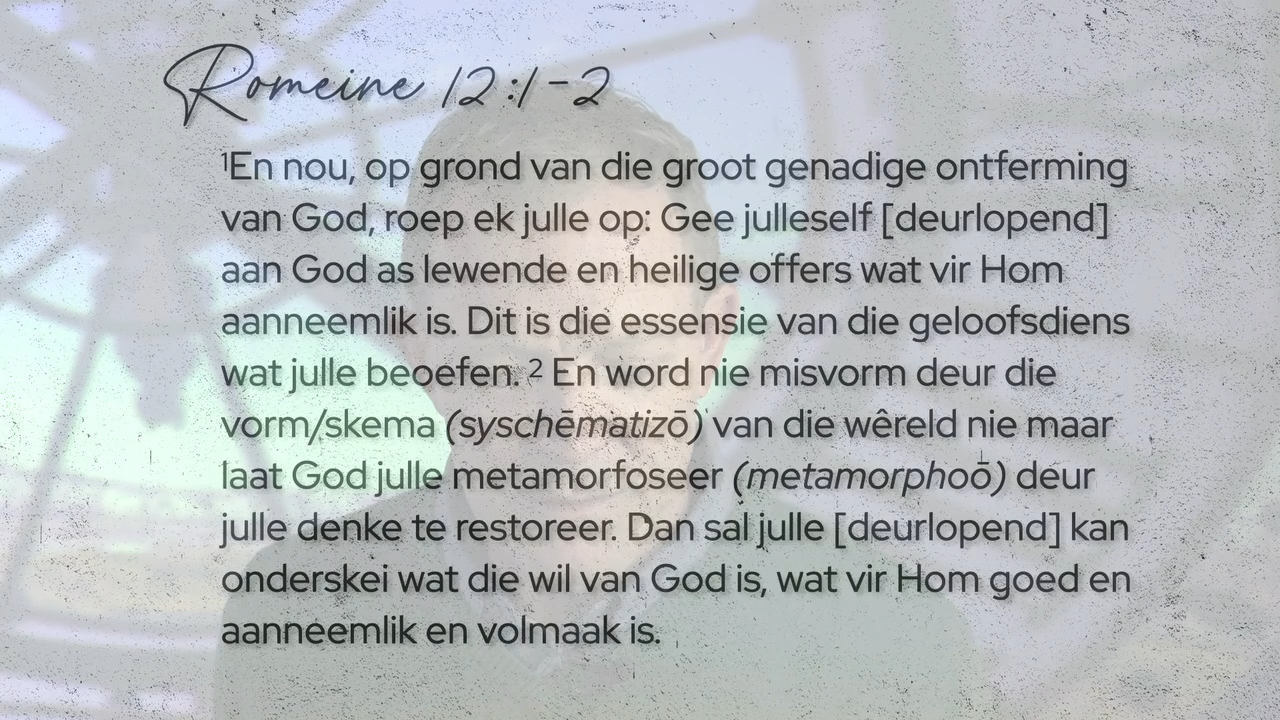 Romeine 12:1-2
¹En nou, op grond van die groot genadige ontferming
van God, roep ek julle op: Gee julleself [deurlopend]
aan God as lewende en heilige offers wat vir Hom
aanneemlik is. Dit is die essensie van die geloofsdiens
wat julle beoefen. ² En word nie misvorm deur die
vorm/skema (syschēmatizō) van die wêreld nie maar
laat God julle metamorfoseer (metamorphoō) deur
julle denke te restoreer. Dan sal julle [deurlopend] kan
onderskei wat die wil van God is, wat vir Hom goed en
aanneemlik en volmaak is.